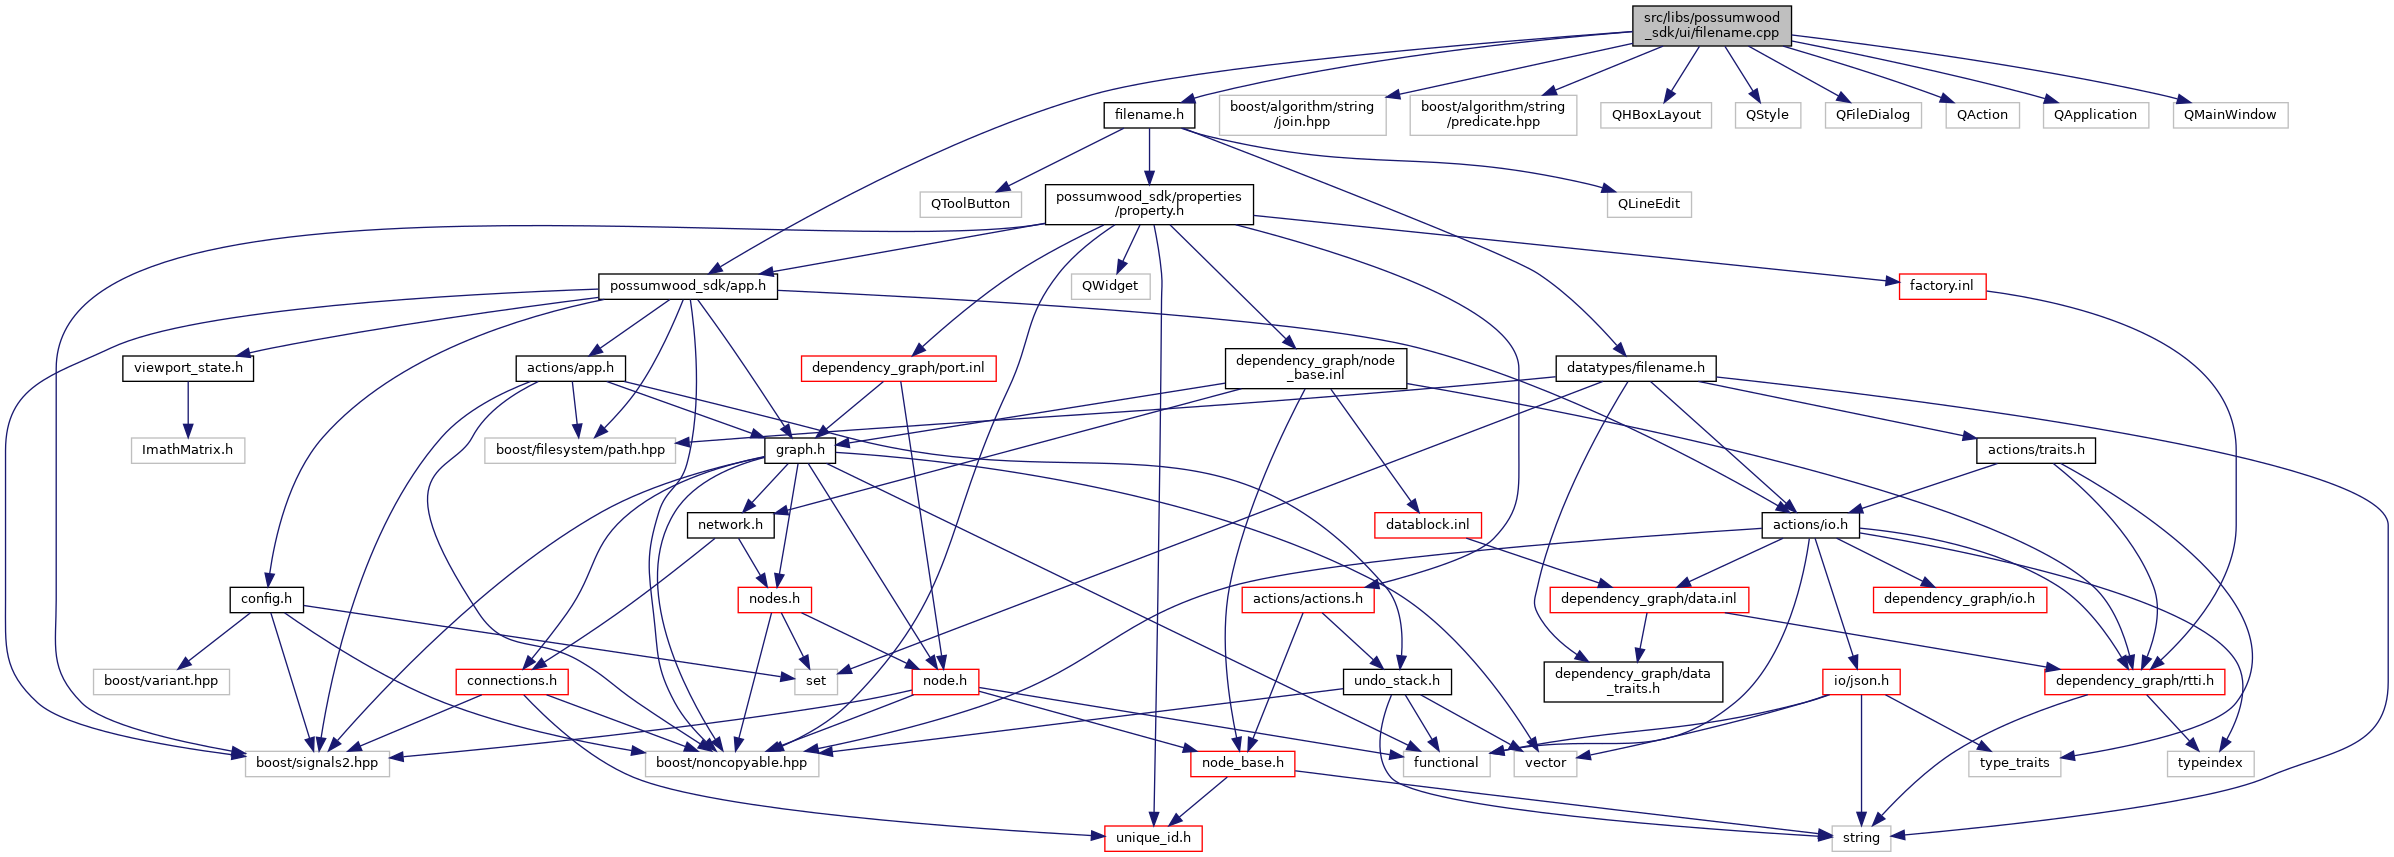 src/libs/possumwood
_sdk/ui/filename.cpp
filename.h
boost/algorithm/string
/join.hpp
boost/algorithm/string
/predicate.hpp
QHBoxLayout
QStyle
QFileDialog
QAction
QApplication
QMainWindow
QToolButton
possumwood_sdk/properties
/property.h
QLineEdit
possumwood_sdk/app.h
QWidget
factory.inl
viewport_state.h
actions/app.h
dependency_graph/port.inl
dependency_graph/node
_base.inl
datatypes/filename.h
ImathMatrix.h
boost/filesystem/path.hpp
graph.h
actions/traits.h
network.h
datablock.inl
actions/io.h
config.h
nodes.h
actions/actions.h
dependency_graph/data.inl
dependency_graph/io.h
boost/variant.hpp
connections.h
set
node.h
undo_stack.h
dependency_graph/data
_traits.h
io/json.h
dependency_graph/rtti.h
boost/signals2.hpp
boost/noncopyable.hpp
node_base.h
functional
vector
type_traits
typeindex
unique_id.h
string